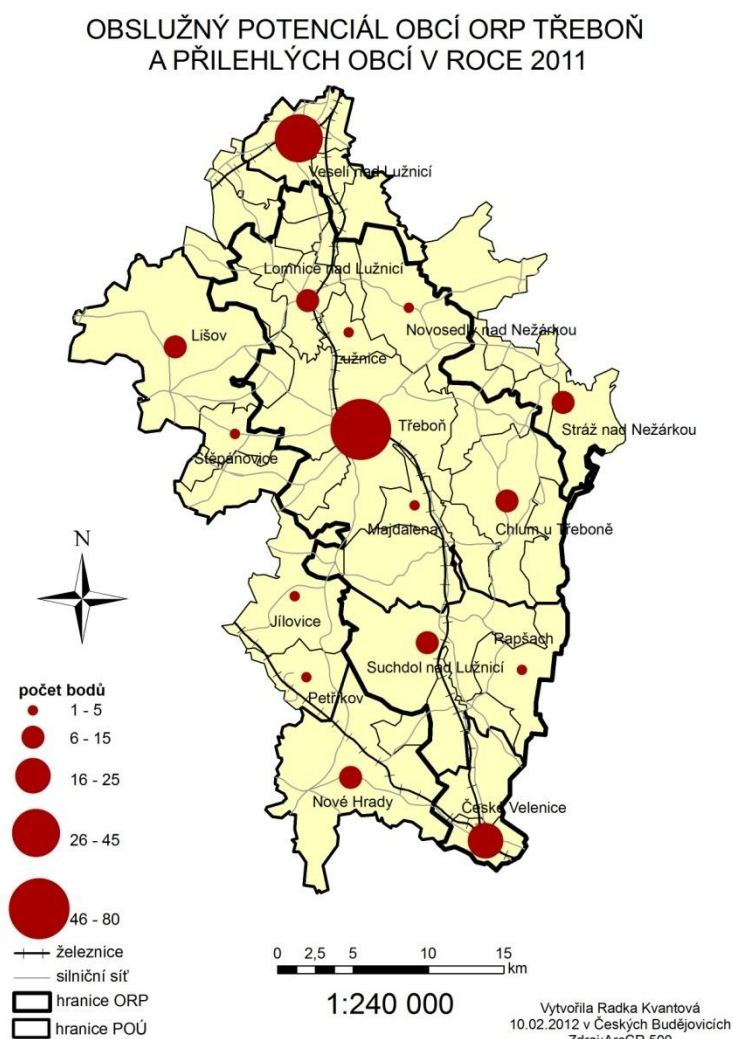 OBSLUŽNÝ POTENCIÁL OBCÍ ORP TŘEBOŇ
A PŘILEHLÝCH OBCÍ V ROCE 2011
Veselí nad Lužnicí
Lomnice nad Lužnicí
Novosedly nad Nežárkou
Lišov
Lužnice
Třeboň
Stráž nad Nežárkou
Štěpánovice
Majdalena
Chlum u Třeboně
N
Jílovice
Rapšach
Suchdol nad Lužnicí
Petříkov
Nové Hrady
České Velenice
počet bodů
1 - 5
6 - 15
16 - 25
26 - 45
46 - 80
železnice
silniční síť
hranice ORP
hranice POÚ
0 2,5 5 10 15
km
1:240 000
Vytvořila Radka Kvantová
10.02.2012 v Českých Budějovicích
Zdroj:ArcČR 500